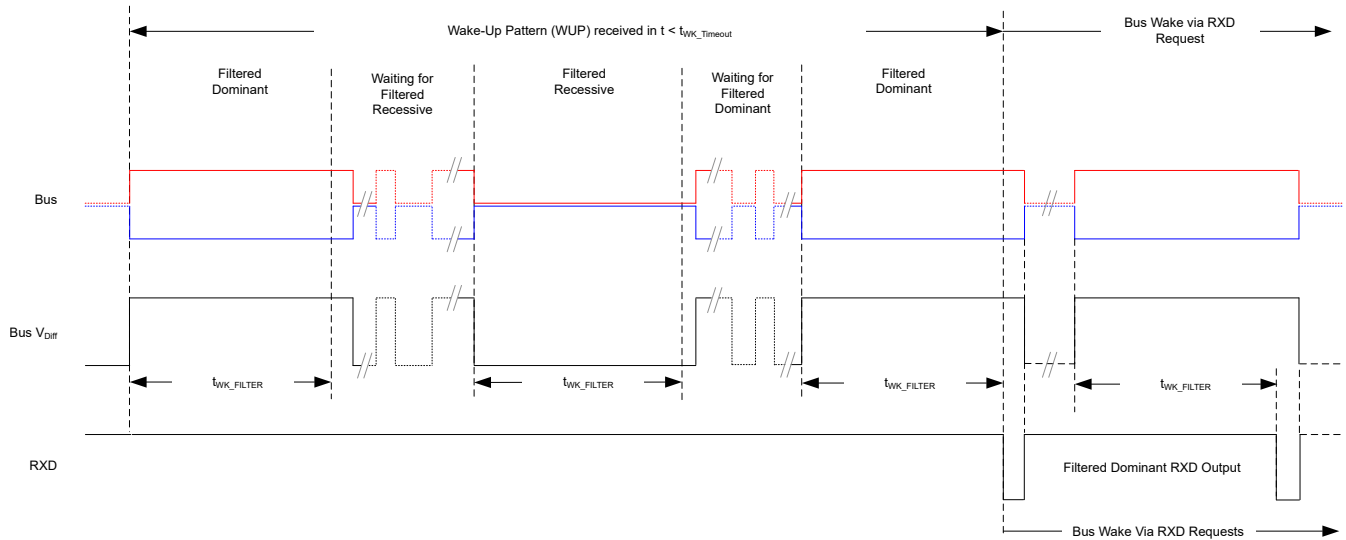 Wake-Up Pattern (WUP) received in t < tWK_Timeout
Bus Wake via RXD
Request
Filtered
Dominant
Waiting for
Filtered
Recessive
Filtered
Recessive
Waiting for
Filtered
Dominant
Filtered
Dominant
Bus
Bus VDiff
tWK_FILTER
tWK_FILTER
tWK_FILTER
tWK_FILTER
RXD
Filtered Dominant RXD Output
Bus Wake Via RXD Requests